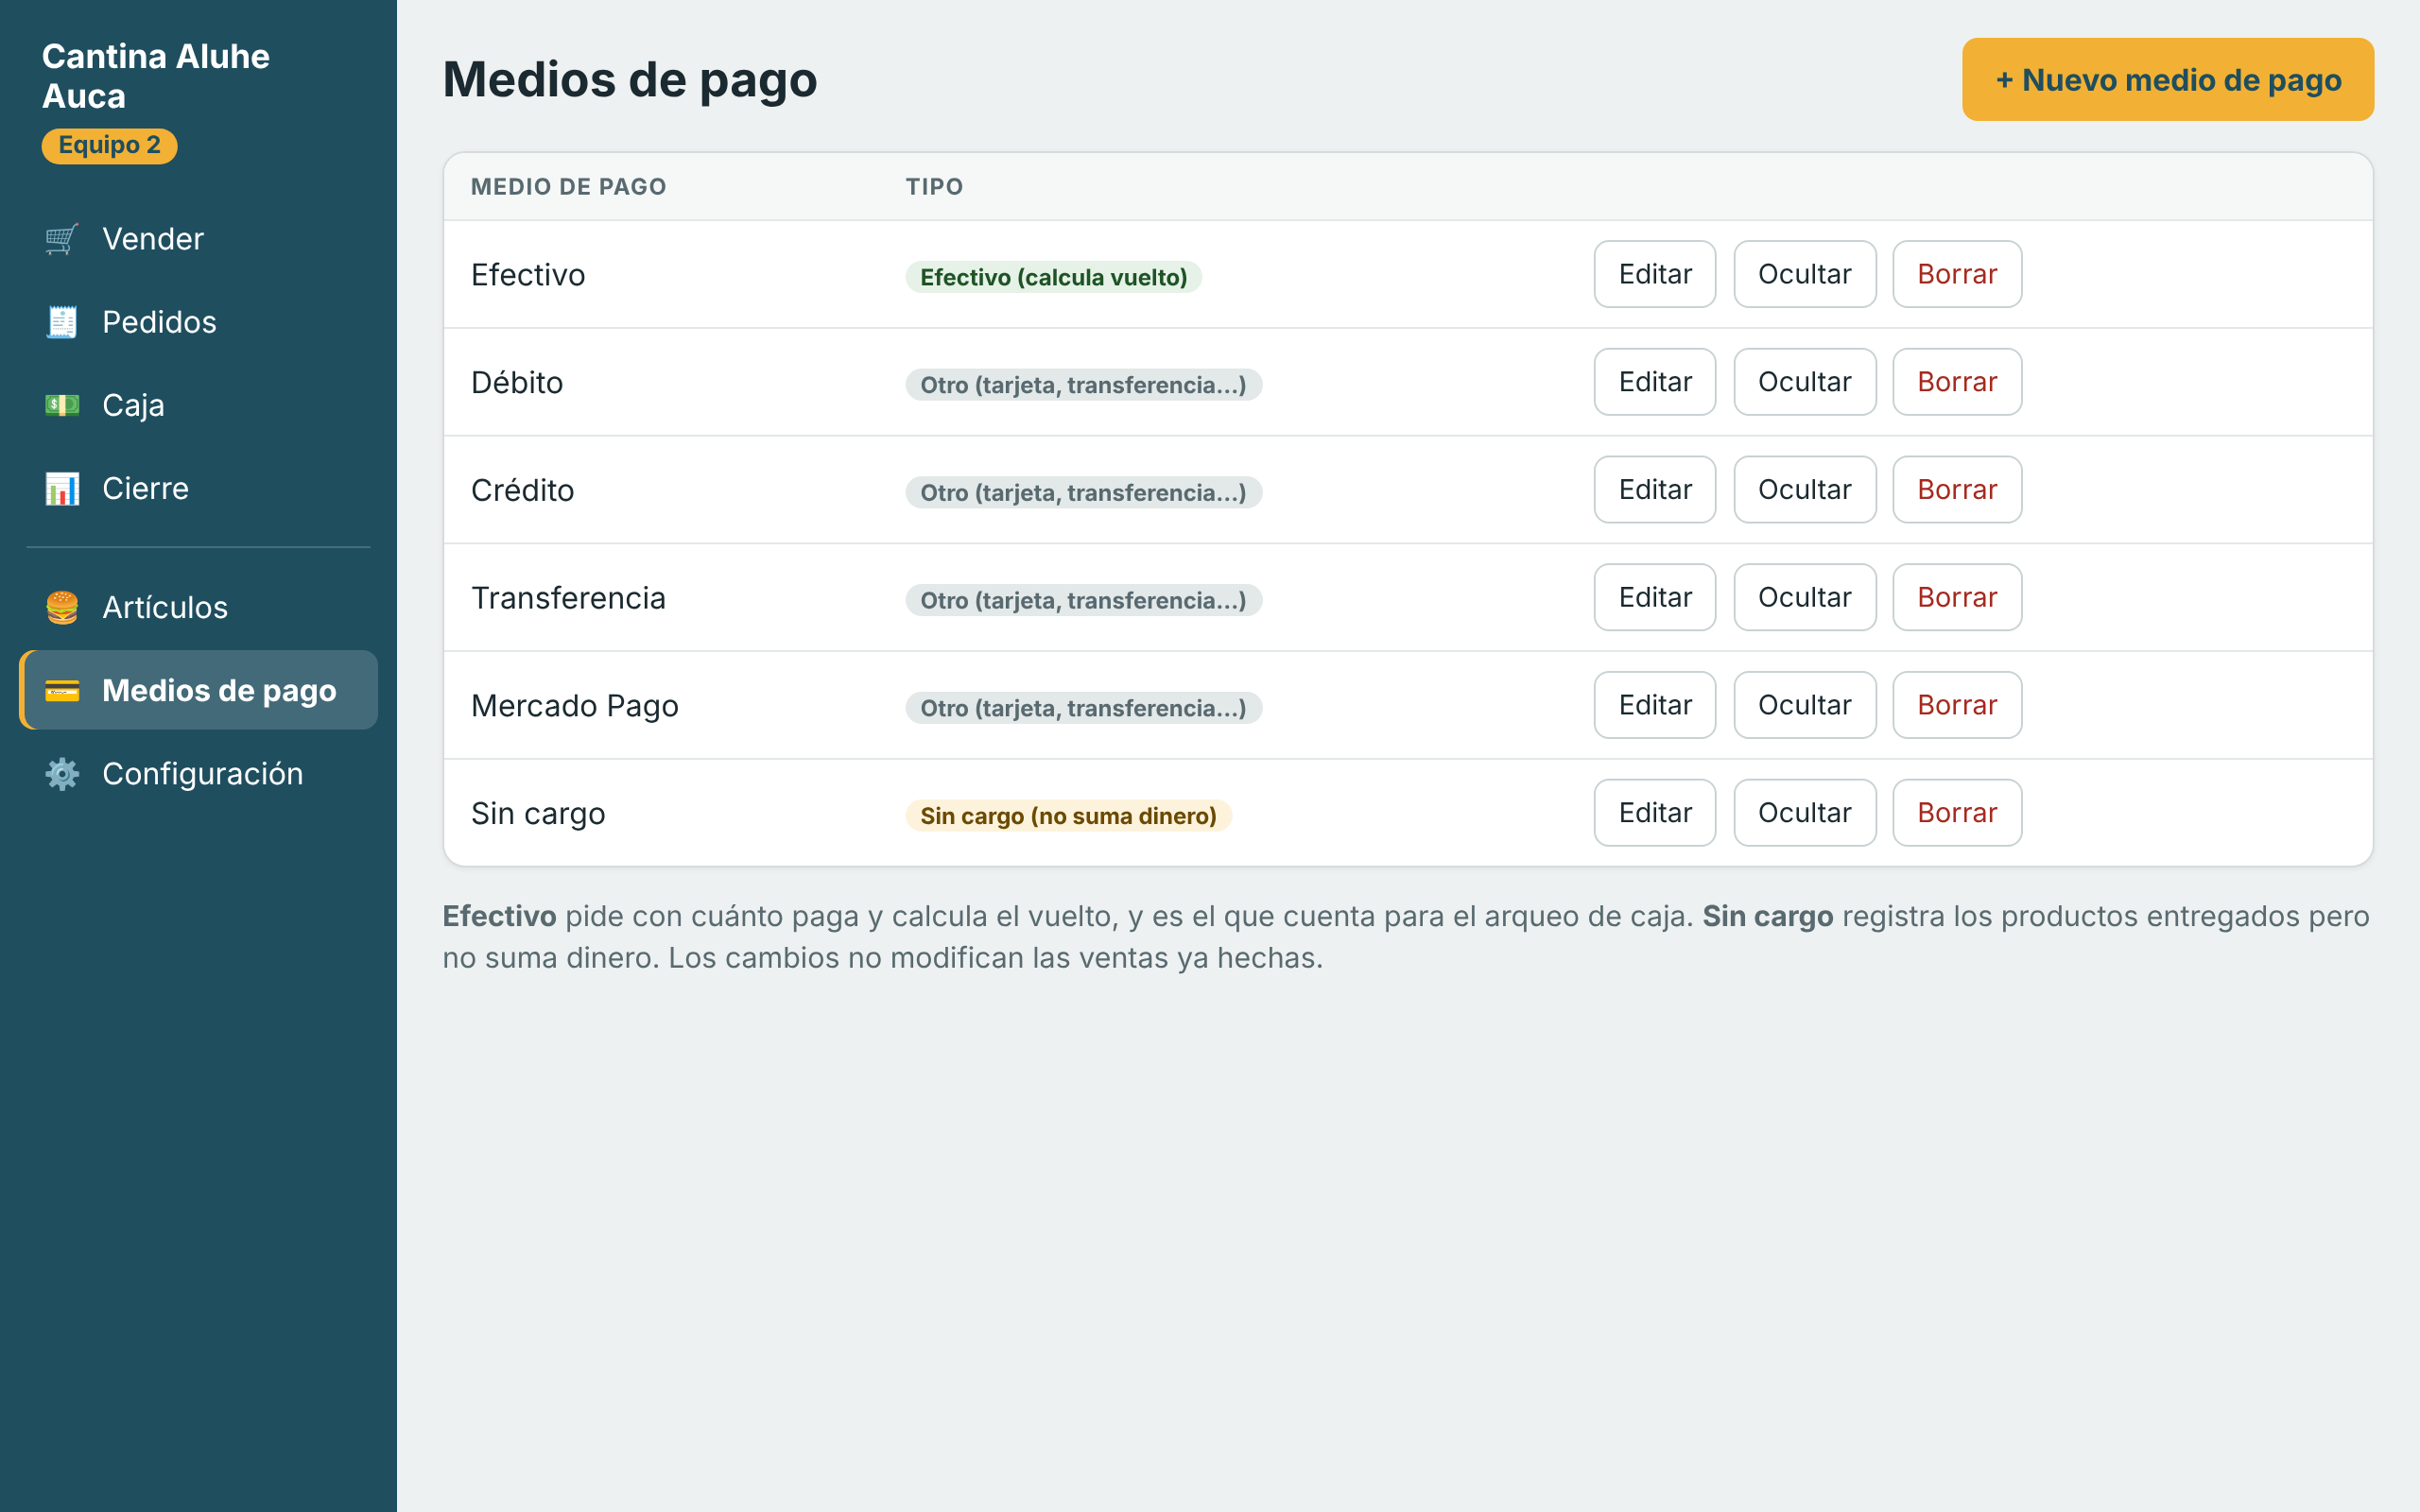 Cantina Aluhe
Auca
Equipo 2
Vender
Pedidos
Caja
Cierre
Artículos
Medios de pago
Configuración
Medios de pago
+ Nuevo medio de pago
MEDIO DE PAGO TIPO
Efectivo Efectivo (calcula vuelto) Editar Ocultar Borrar
Débito Otro (tarjeta, transferencia...) Editar Ocultar Borrar
Crédito Otro (tarjeta, transferencia...) Editar Ocultar Borrar
Transferencia Otro (tarjeta, transferencia...) Editar Ocultar Borrar
Mercado Pago Otro (tarjeta, transferencia...) Editar Ocultar Borrar
Sin cargo Sin cargo (no suma dinero) Editar Ocultar Borrar
Efectivo pide con cuánto paga y calcula el vuelto, y es el que cuenta para el arqueo de caja. Sin cargo registra los productos entregados pero
no suma dinero. Los cambios no modifican las ventas ya hechas.